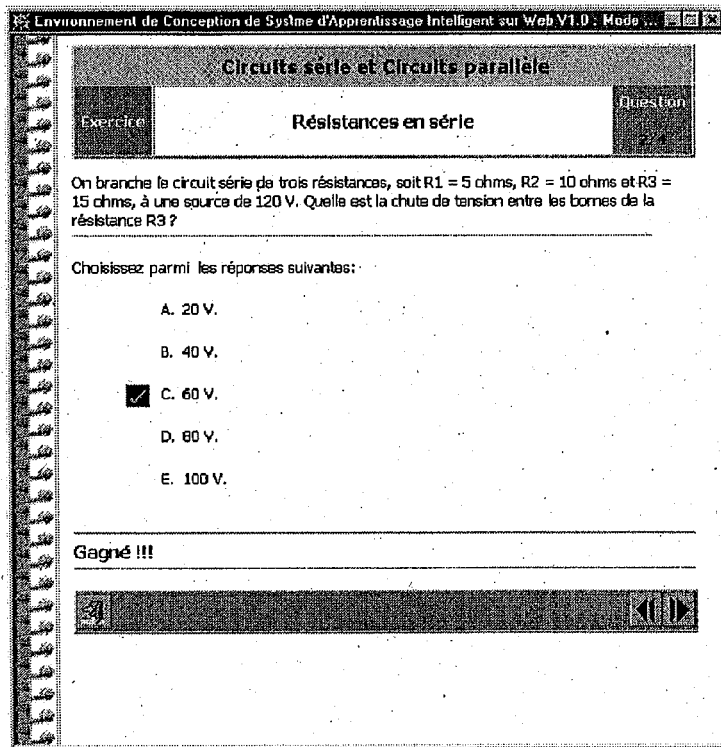 Environnement de Conception de Systme d'Apprentissage Intelligent sur Web V1.0 : Mode ...
Circuits série et Circuits parallèle
Exercice
Résistances en série
Question
On branche le circuit série de trois résistances, soit R1 = 5 ohms, R2 = 10 ohms et R3 =
15 ohms, à une source de 120 V. Quelle est la chute de tension entre les bornes de la
résistance R3 ?
Choisissez parmi les réponses suivantes:
A. 20 V.
B. 40 V.
C. 60 V.
D. 80 V.
E. 100 V.
Gagné !!!